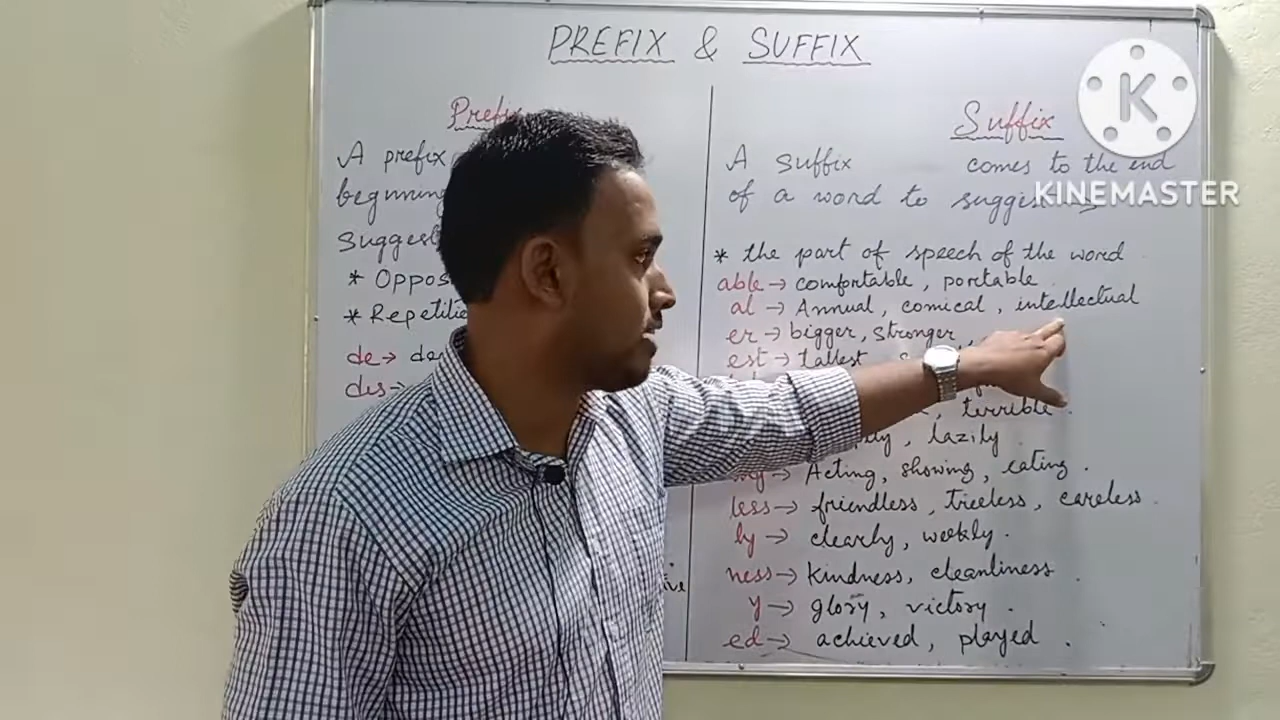 PREFIX & SUFFIX
Prefix
A prefix
beginning
suggest
* Oppos
* Repetiti
de →
des →
Suffix
A suffix comes to the end
of a word to suggest →
* the part of speech of the word
able → comfortable, portable.
al → Annual, comical, intellectual
er → bigger, stronger
est → tallest
, terrible.
, lazily.
ing → Acting, showing, eating.
less → friendless, treeless, careless.
ly → clearly, weekly.
ness → kindness, cleanliness.
y → glory, victory.
ed → achieved, played.
K
KINEMASTER